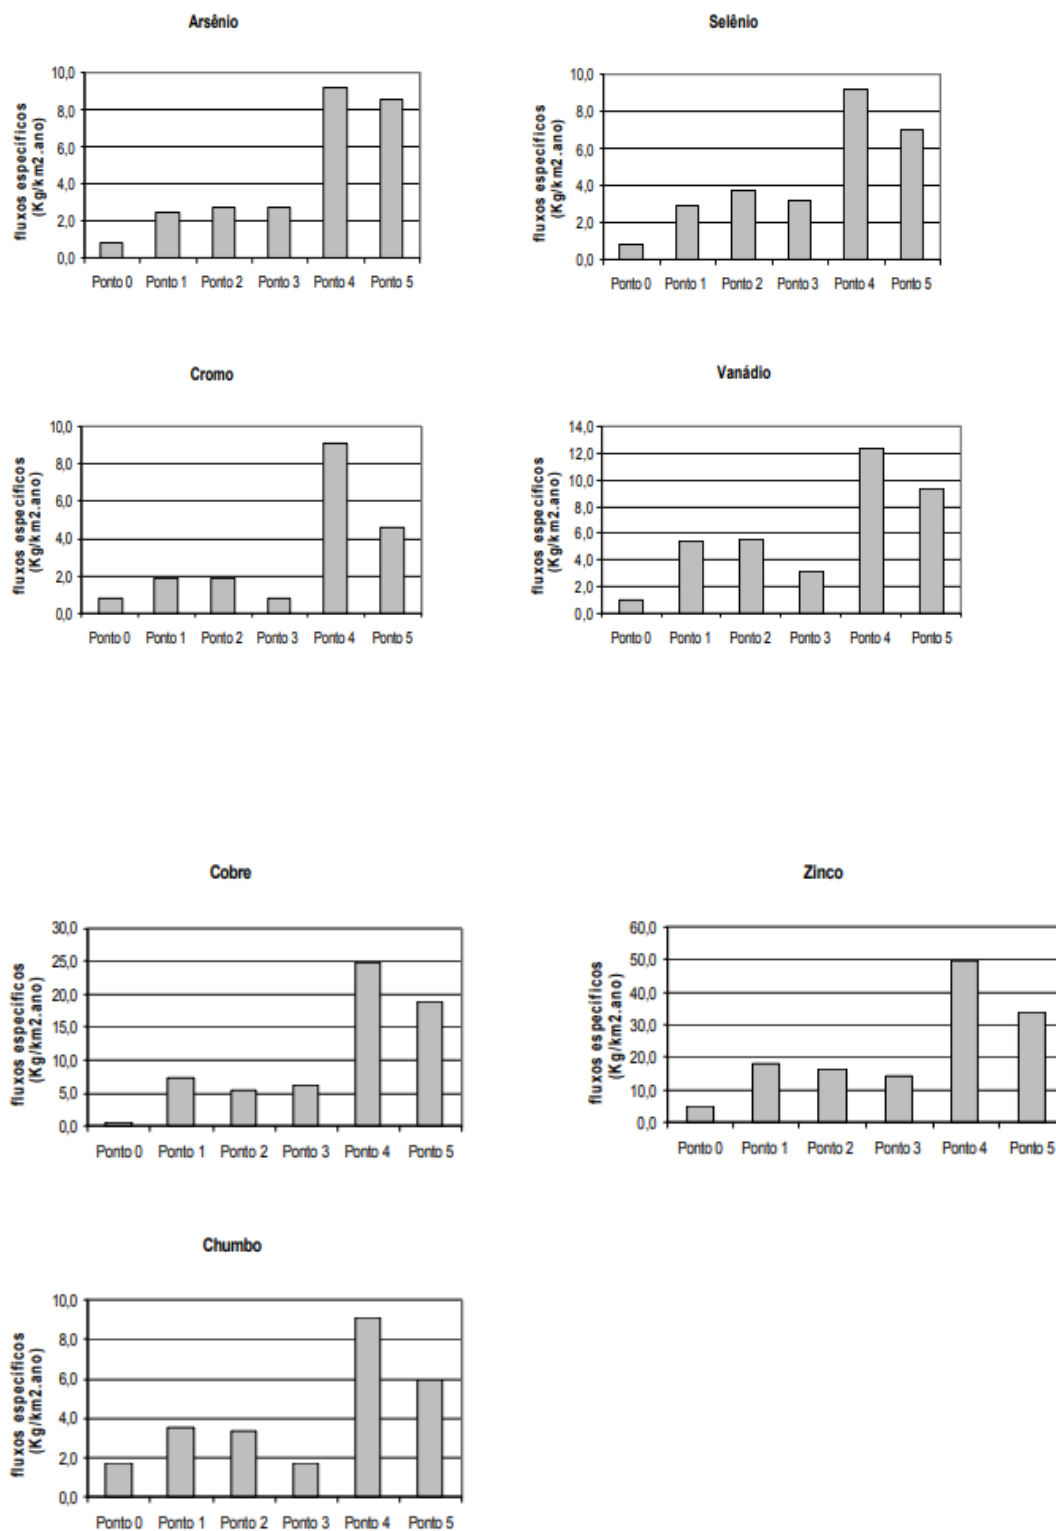 Arsênio
fluxos específicos
(Kg/km2.ano)
10,0
8,0
6,0
4,0
2,0
0,0
Ponto 0 Ponto 1 Ponto 2 Ponto 3 Ponto 4 Ponto 5
Selênio
fluxos específicos
(Kg/km2.ano)
10,0
8,0
6,0
4,0
2,0
0,0
Ponto 0 Ponto 1 Ponto 2 Ponto 3 Ponto 4 Ponto 5
Cromo
fluxos específicos
(Kg/km2.ano)
10,0
8,0
6,0
4,0
2,0
0,0
Ponto 0 Ponto 1 Ponto 2 Ponto 3 Ponto 4 Ponto 5
Vanádio
fluxos específicos
(Kg/km2.ano)
14,0
12,0
10,0
8,0
6,0
4,0
2,0
0,0
Ponto 0 Ponto 1 Ponto 2 Ponto 3 Ponto 4 Ponto 5
Cobre
fluxos específicos
(Kg/km2.ano)
30,0
25,0
20,0
15,0
10,0
5,0
0,0
Ponto 0 Ponto 1 Ponto 2 Ponto 3 Ponto 4 Ponto 5
Zinco
fluxos específicos
(Kg/km2.ano)
60,0
50,0
40,0
30,0
20,0
10,0
0,0
Ponto 0 Ponto 1 Ponto 2 Ponto 3 Ponto 4 Ponto 5
Chumbo
fluxos específicos
(Kg/km2.ano)
10,0
8,0
6,0
4,0
2,0
0,0
Ponto 0 Ponto 1 Ponto 2 Ponto 3 Ponto 4 Ponto 5